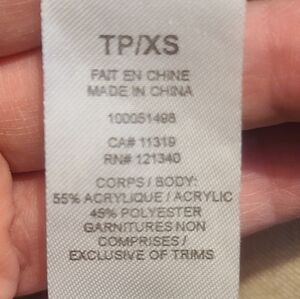 TP/XS
FAIT EN CHINE
MADE IN CHINA
100051498
CA# 11319
RN# 121340
CORPS / BODY:
55% ACRYLIQUE / ACRYLIC
45% POLYESTER
GARNITURES NON
COMPRISES /
EXCLUSIVE OF TRIMS